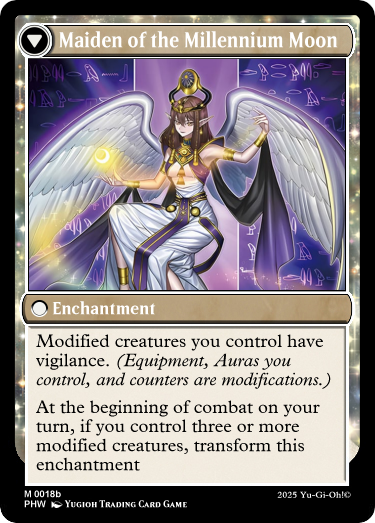 Maiden of the Millennium Moon
Enchantment
Modified creatures you control have
vigilance. (Equipment, Auras you
control, and counters are modifications.)
At the beginning of combat on your
turn, if you control three or more
modified creatures, transform this
enchantment
M 0018b
PHW Yugioh Trading Card Game
2025 Yu-Gi-Oh!©